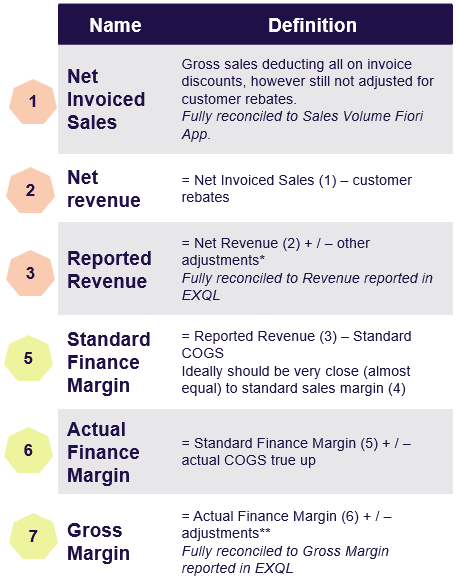 Name Definition
1
Net
Invoiced
Sales
Gross sales deducting all on invoice
discounts, however still not adjusted for
customer rebates.
Fully reconciled to Sales Volume Fiori
App.
2
Net
revenue
= Net Invoiced Sales (1) – customer
rebates
3
Reported
Revenue
= Net Revenue (2) + / – other
adjustments*
Fully reconciled to Revenue reported in
EXQL
5
Standard
Finance
Margin
= Reported Revenue (3) – Standard
COGS
Ideally should be very close (almost
equal) to standard sales margin (4)
6
Actual
Finance
Margin
= Standard Finance Margin (5) + / –
actual COGS true up
7
Gross
Margin
= Actual Finance Margin (6) + / –
adjustments**
Fully reconciled to Gross Margin
reported in EXQL